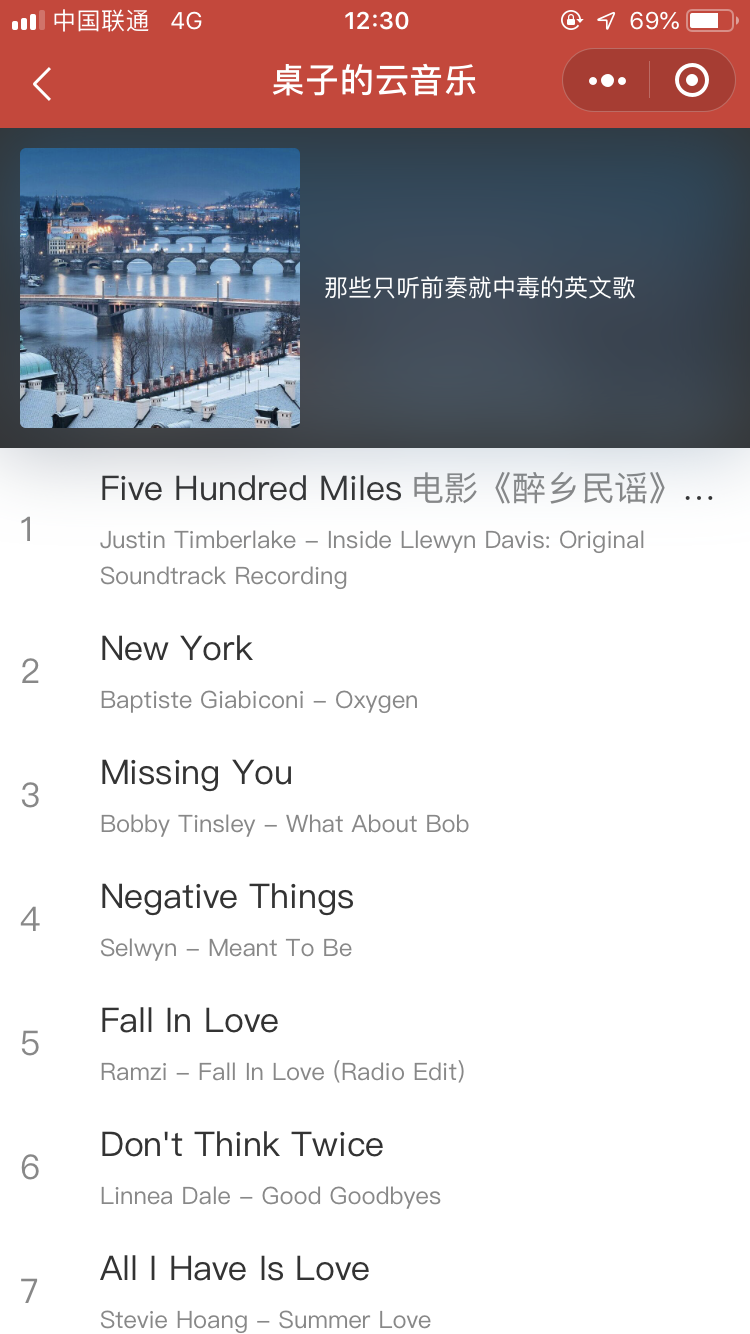 中国联通 4G 12:30 69%
桌子的云音乐
那些只听前奏就中毒的英文歌
Five Hundred Miles 电影《醉乡民谣》...
1
Justin Timberlake – Inside Llewyn Davis: Original
Soundtrack Recording
New York
2
Baptiste Giabiconi – Oxygen
Missing You
3
Bobby Tinsley – What About Bob
Negative Things
4
Selwyn – Meant To Be
Fall In Love
5
Ramzi – Fall In Love (Radio Edit)
Don't Think Twice
6
Linnea Dale – Good Goodbyes
All I Have Is Love
7
Stevie Hoang – Summer Love